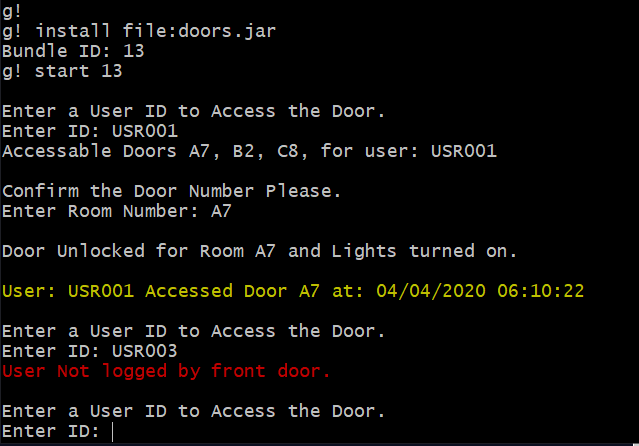 g!
g! install file:doors.jar
Bundle ID: 13
g! start 13
Enter a User ID to Access the Door.
Enter ID: USR001
Accessable Doors A7, B2, C8, for user: USR001
Confirm the Door Number Please.
Enter Room Number: A7
Door Unlocked for Room A7 and Lights turned on.
User: USR001 Accessed Door A7 at: 04/04/2020 06:10:22
Enter a User ID to Access the Door.
Enter ID: USR003
User Not logged by front door.
Enter a User ID to Access the Door.
Enter ID: